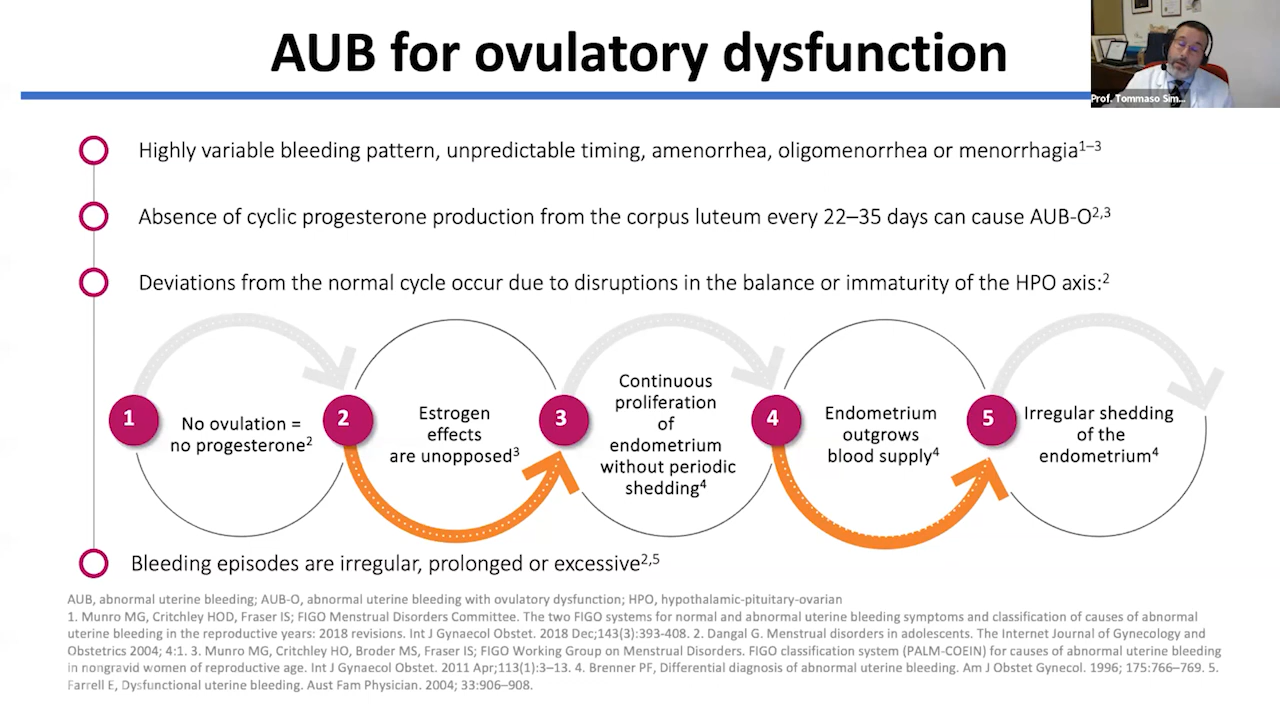 AUB for ovulatory dysfunction
Prof. Tommaso Sim...
Highly variable bleeding pattern, unpredictable timing, amenorrhea, oligomenorrhea or menorrhagia1–3
Absence of cyclic progesterone production from the corpus luteum every 22–35 days can cause AUB-O2,3
Deviations from the normal cycle occur due to disruptions in the balance or immaturity of the HPO axis:2
1
No ovulation =
no progesterone2
2
Estrogen
effects
are unopposed3
3
Continuous
proliferation
of
endometrium
without periodic
shedding4
4
Endometrium
outgrows
blood supply4
5
Irregular shedding
of the
endometrium4
Bleeding episodes are irregular, prolonged or excessive2,5
AUB, abnormal uterine bleeding; AUB-O, abnormal uterine bleeding with ovulatory dysfunction; HPO, hypothalamic-pituitary-ovarian
1. Munro MG, Critchley HOD, Fraser IS; FIGO Menstrual Disorders Committee. The two FIGO systems for normal and abnormal uterine bleeding symptoms and classification of causes of abnormal
uterine bleeding in the reproductive years: 2018 revisions. Int J Gynaecol Obstet. 2018 Dec;143(3):393-408. 2. Dangal G. Menstrual disorders in adolescents. The Internet Journal of Gynecology and
Obstetrics 2004; 4:1. 3. Munro MG, Critchley HO, Broder MS, Fraser IS; FIGO Working Group on Menstrual Disorders. FIGO classification system (PALM-COEIN) for causes of abnormal uterine bleeding
in nongravid women of reproductive age. Int J Gynaecol Obstet. 2011 Apr;113(1):3–13. 4. Brenner PF, Differential diagnosis of abnormal uterine bleeding. Am J Obstet Gynecol. 1996; 175:766–769. 5.
Farrell E, Dysfunctional uterine bleeding. Aust Fam Physician. 2004; 33:906–908.